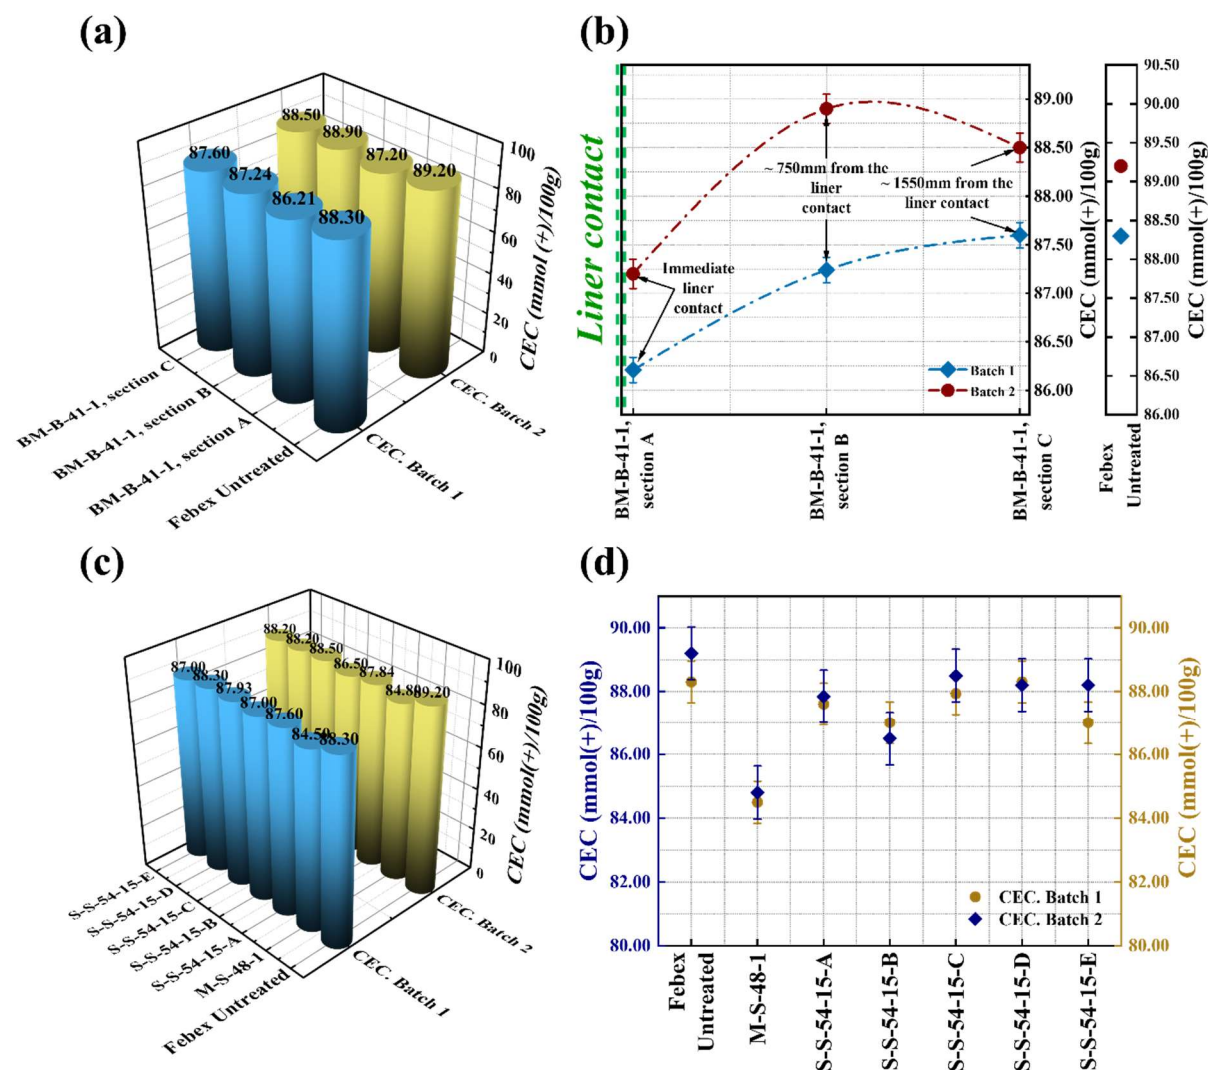 (a)
88.50
88.90
87.20
89.20
87.60
87.24
86.21
88.30
100
80
60
40
20
0
CEC (mmol (+)/100g)
BM-B-41-1, section C
BM-B-41-1, section B
BM-B-41-1, section A
Febex Untreated
CEC. Batch 2
CEC. Batch 1
(b)
Liner contact
Immediate
liner
contact
~ 750mm from the
liner
contact
~ 1550mm from the
liner contact
Batch 1
Batch 2
89.00
88.50
88.00
87.50
87.00
86.50
86.00
CEC (mmol(+)/100g)
90.50
90.00
89.50
89.00
88.50
88.00
87.50
87.00
86.50
86.00
CEC (mmol(+)/100g)
BM-B-41-1,
section A
BM-B-41-1,
section B
BM-B-41-1,
section C
Febex
Untreated
(c)
88.20
88.20
88.50
86.50
87.84
84.80
89.20
87.00
88.30
87.93
87.00
87.60
84.50
88.30
100
80
60
40
20
0
CEC (mmol(+)/100g)
S-S-54-15-E
S-S-54-15-D
S-S-54-15-C
S-S-54-15-B
S-S-54-15-A
M-S-48-1
Febex Untreated
CEC. Batch 2
CEC. Batch 1
(d)
90.00
88.00
86.00
84.00
82.00
80.00
CEC (mmol(+)/100g)
CEC. Batch 1
CEC. Batch 2
90.00
88.00
86.00
84.00
82.00
80.00
CEC (mmol(+)/100g)
Febex
Untreated
M-S-48-1
S-S-54-15-A
S-S-54-15-B
S-S-54-15-C
S-S-54-15-D
S-S-54-15-E